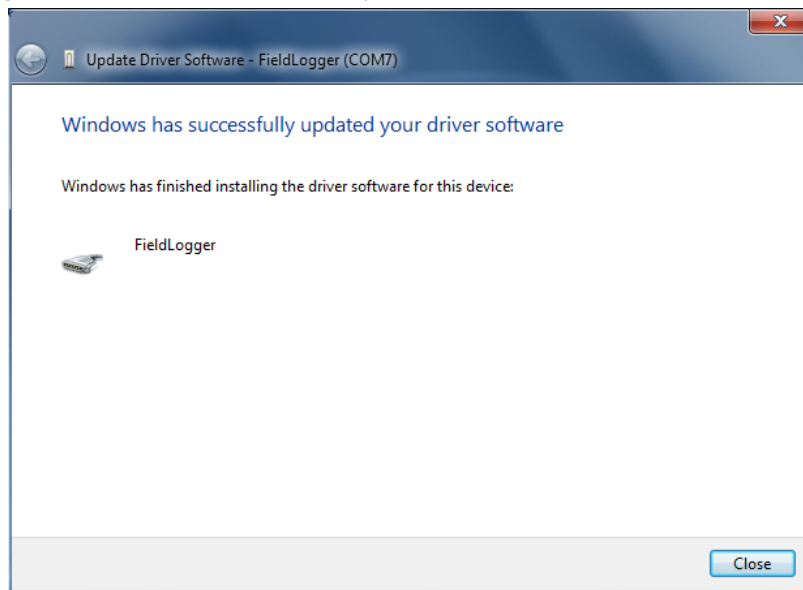 Update Driver Software - FieldLogger (COM7)
Windows has successfully updated your driver software
Windows has finished installing the driver software for this device:
FieldLogger
Close